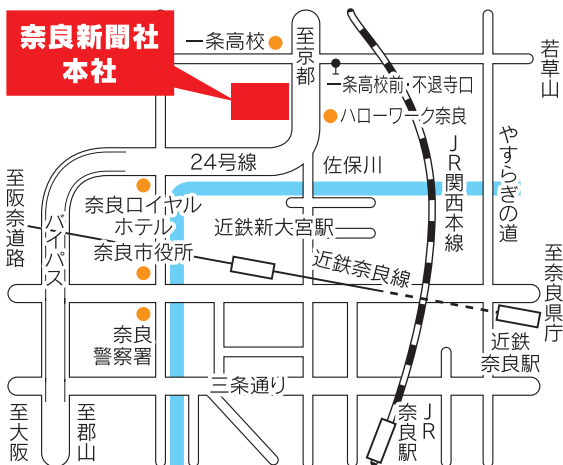 奈良新聞社
本社
一条高校
至京都
一条高校前・不退寺口
若草山
ハローワーク奈良
24号線
佐保川
JR関西本線
やすらぎの道
至阪奈道路
バイパス
奈良ロイヤル
ホテル
奈良市役所
近鉄新大宮駅
近鉄奈良線
至奈良県庁
近鉄
奈良駅
奈良
警察署
三条通り
至大阪
至郡山
JR
奈良駅